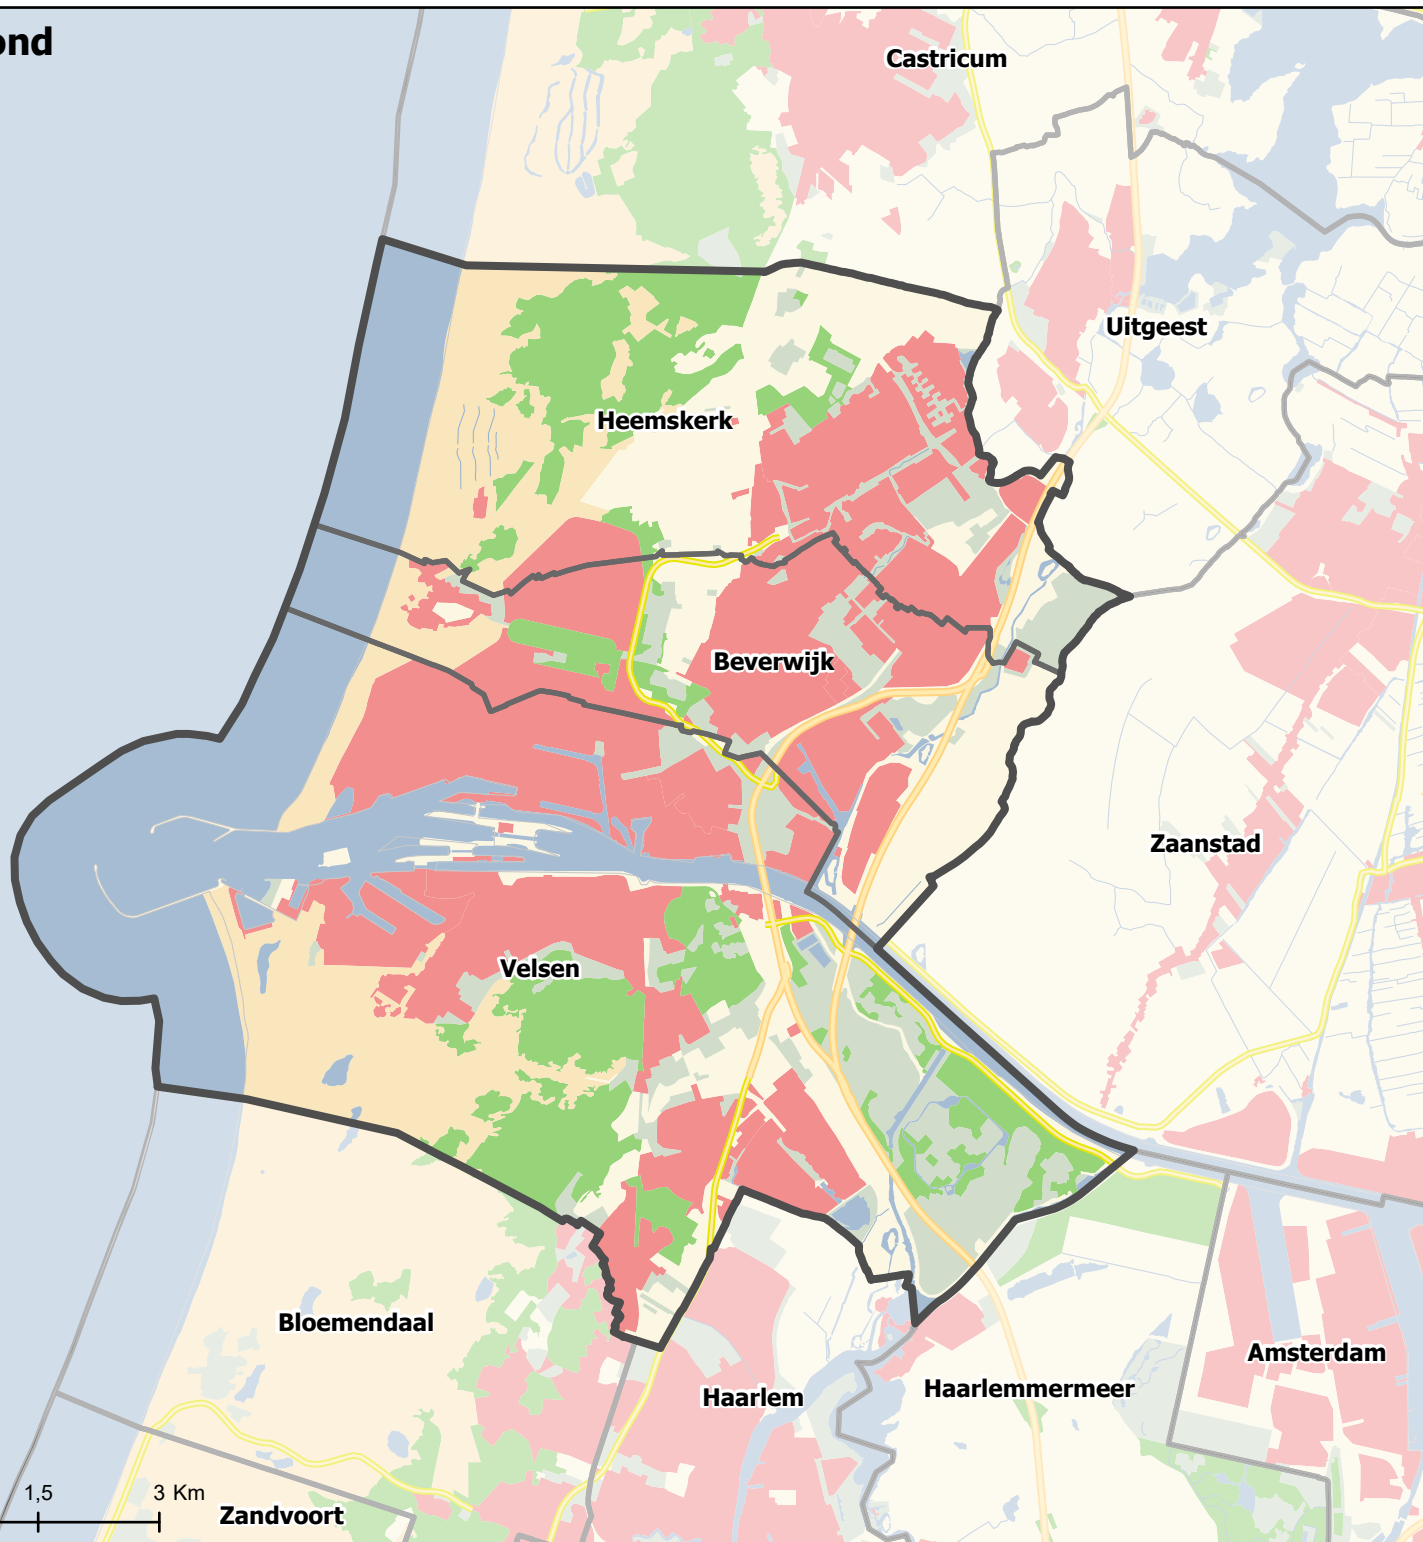 ond
Castricum
Uitgeest
Heemskerk
Beverwijk
Zaanstad
Velsen
Bloemendaal
Amsterdam
Haarlemmermeer
Haarlem
1,5 3 Km
Zandvoort